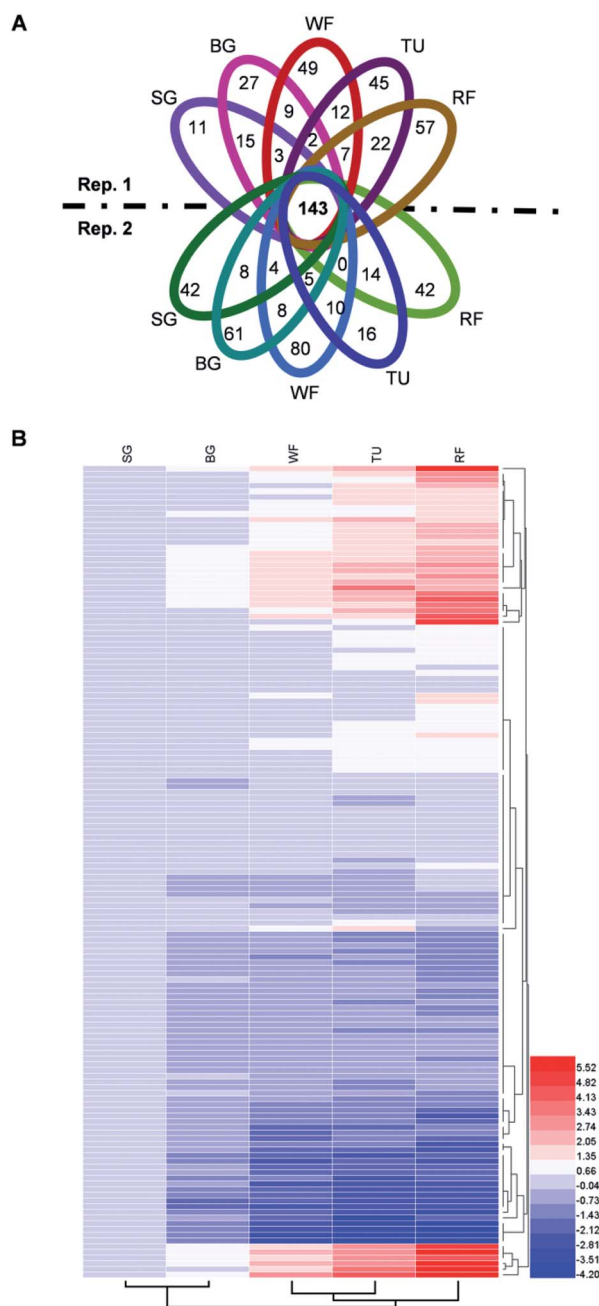 A
WF
BG
TU
SG
RF
49
27
45
11
9
12
57
15
2
22
3
7
Rep. 1
143
Rep. 2
8
4
0
14
5
42
42
8
10
61
16
80
SG
RF
BG
TU
WF
B
SG BG WF TU RF
5.52
4.82
4.13
3.43
2.74
2.05
1.35
0.66
-0.04
-0.73
-1.43
-2.12
-2.81
-3.51
-4.20